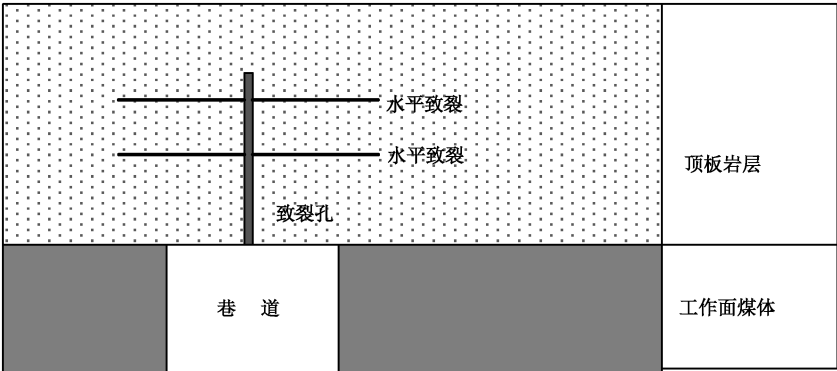 水平致裂
水平致裂
顶板岩层
致裂孔
巷 道
工作面煤体